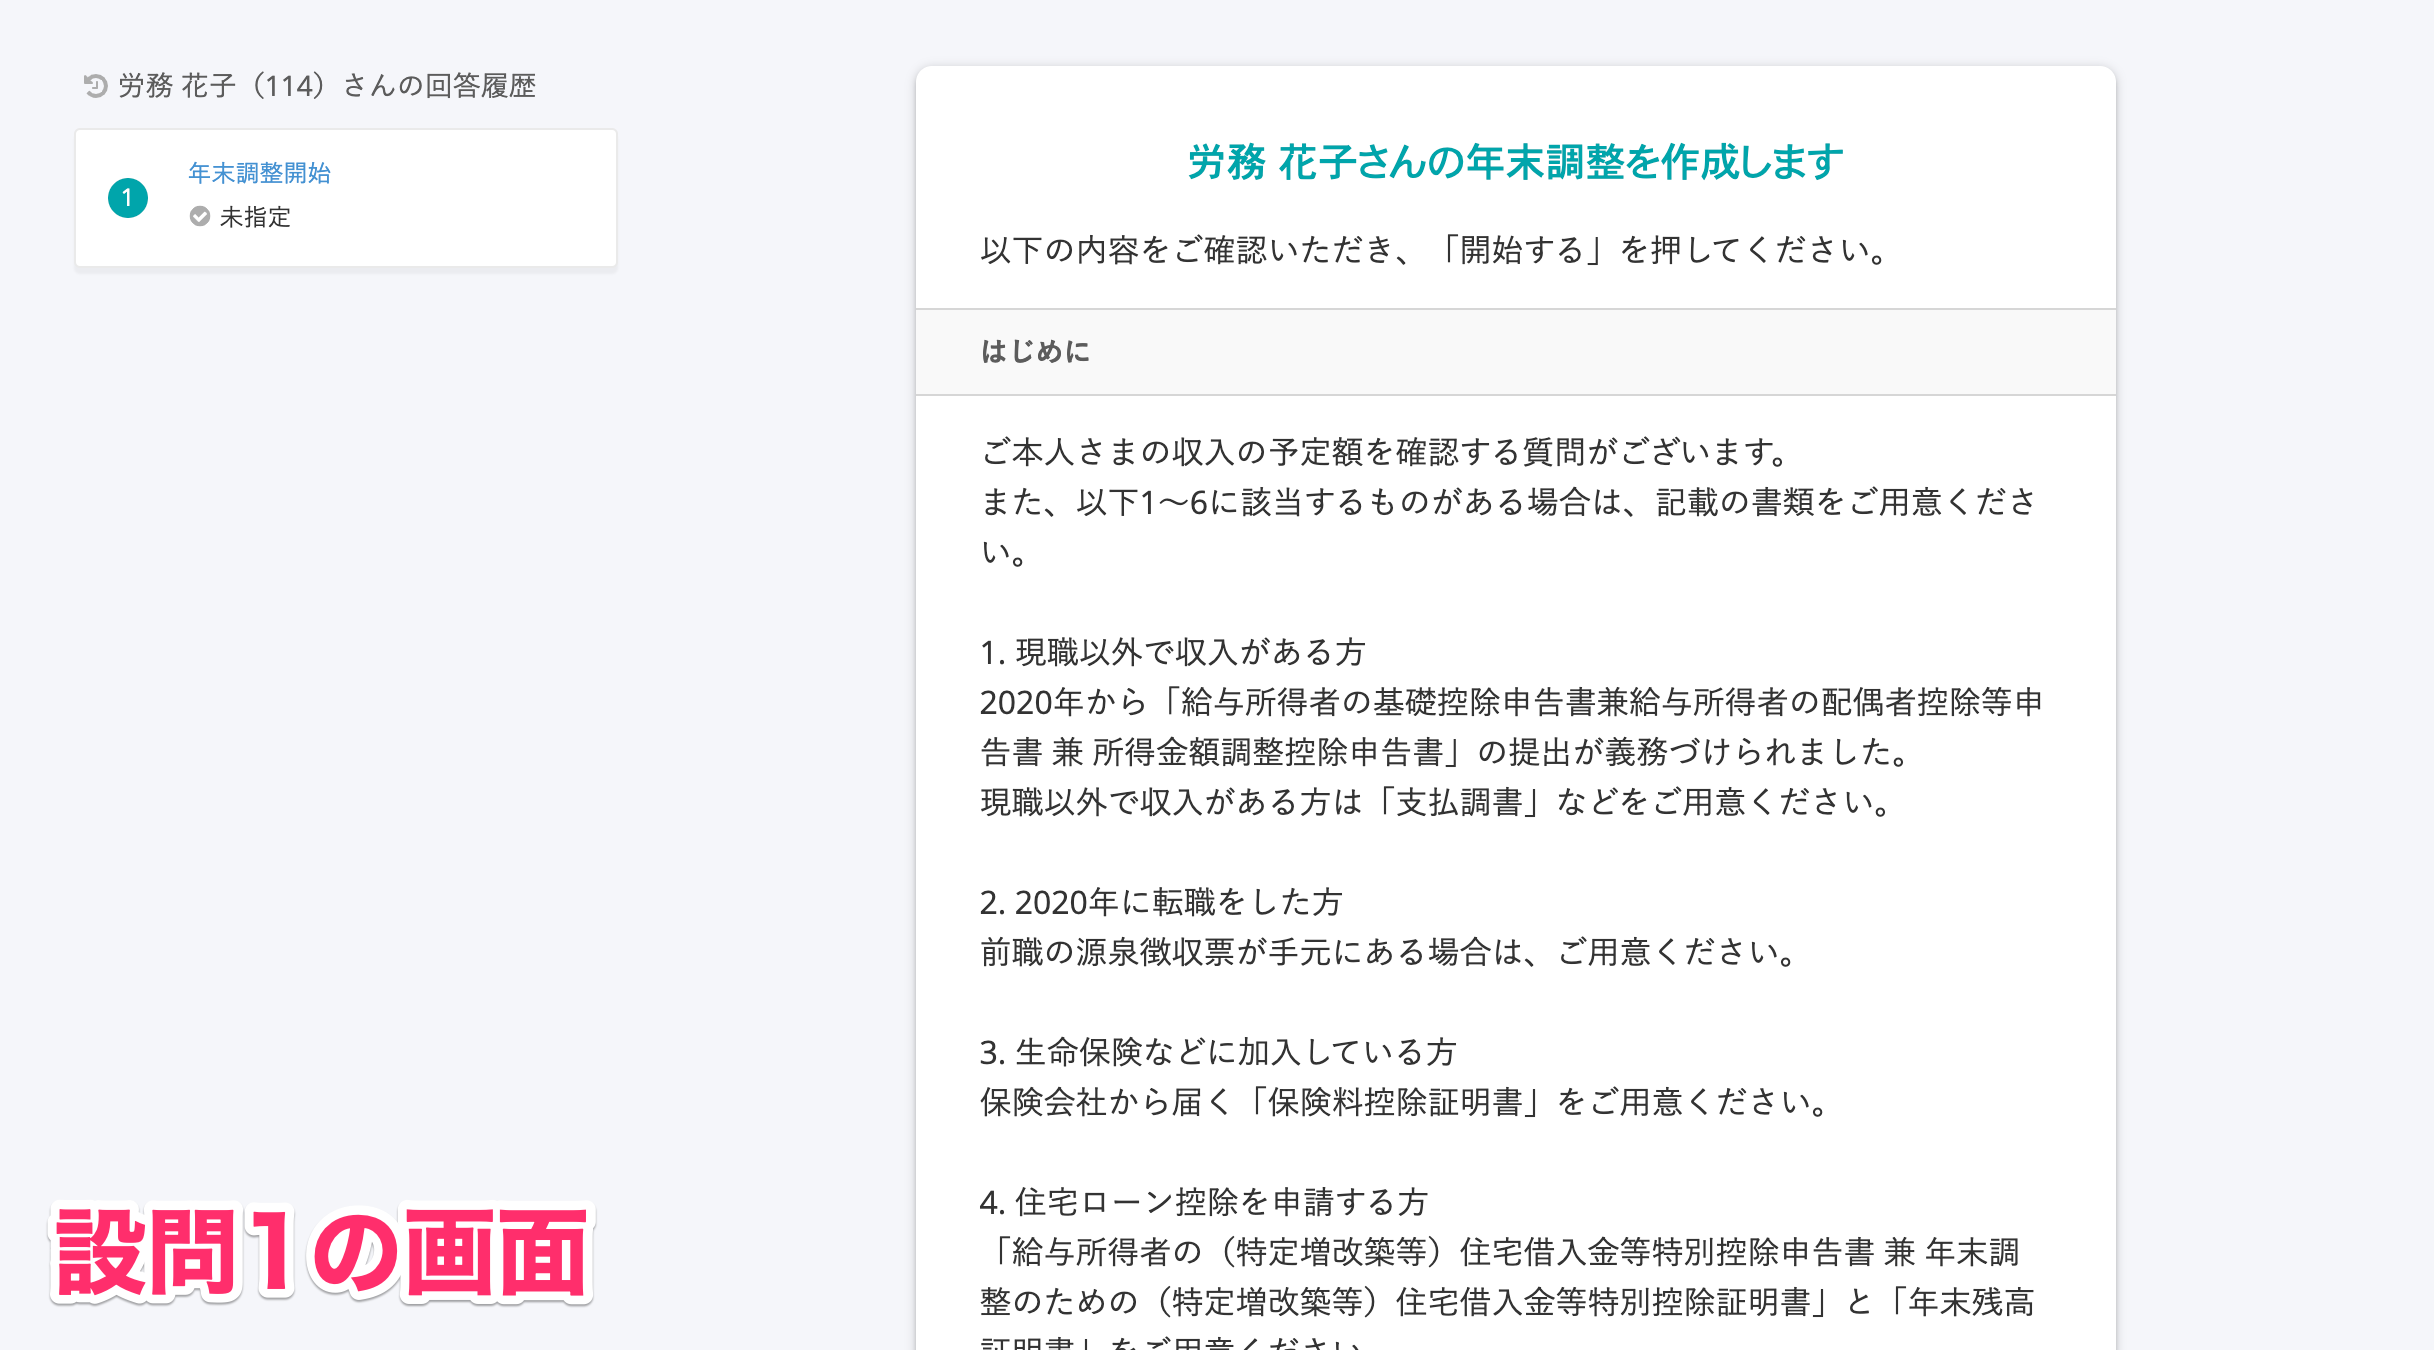 労務 花子（114）さんの回答履歴
1
年末調整開始
未指定
労務 花子さんの年末調整を作成します
以下の内容をご確認いただき、「開始する」を押してください。
はじめに
ご本人さまの収入の予定額を確認する質問がございます。
また、以下1〜6に該当するものがある場合は、記載の書類をご用意くださ
い。
1. 現職以外で収入がある方
2020年から「給与所得者の基礎控除申告書兼給与所得者の配偶者控除等申
告書 兼 所得金額調整控除申告書」の提出が義務づけられました。
現職以外で収入がある方は「支払調書」などをご用意ください。
2. 2020年に転職をした方
前職の源泉徴収票が手元にある場合は、ご用意ください。
3. 生命保険などに加入している方
保険会社から届く「保険料控除証明書」をご用意ください。
4. 住宅ローン控除を申請する方
「給与所得者の（特定増改築等）住宅借入金等特別控除申告書 兼 年末調
整のための（特定増改築等）住宅借入金等特別控除証明書」と「年末残高
証明書」をご用意ください。
設問1の画面